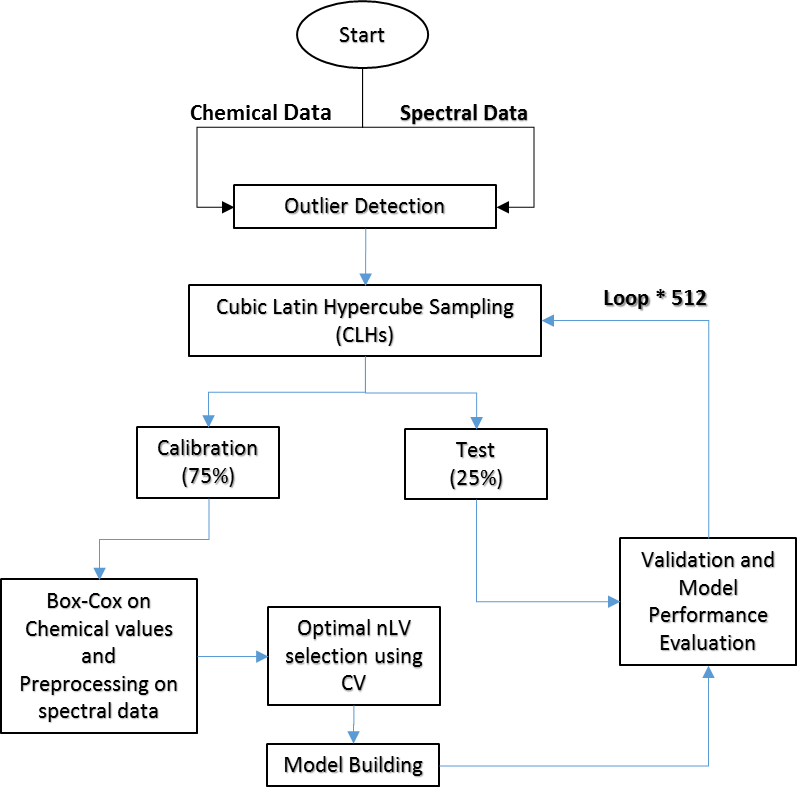 Start
Chemical Data
Spectral Data
Outlier Detection
Cubic Latin Hypercube Sampling
(CLHs)
Loop * 512
Calibration
(75%)
Test
(25%)
Validation and
Model
Performance
Evaluation
Box-Cox on
Chemical values
and
Preprocessing on
spectral data
Optimal nLV
selection using
CV
Model Building